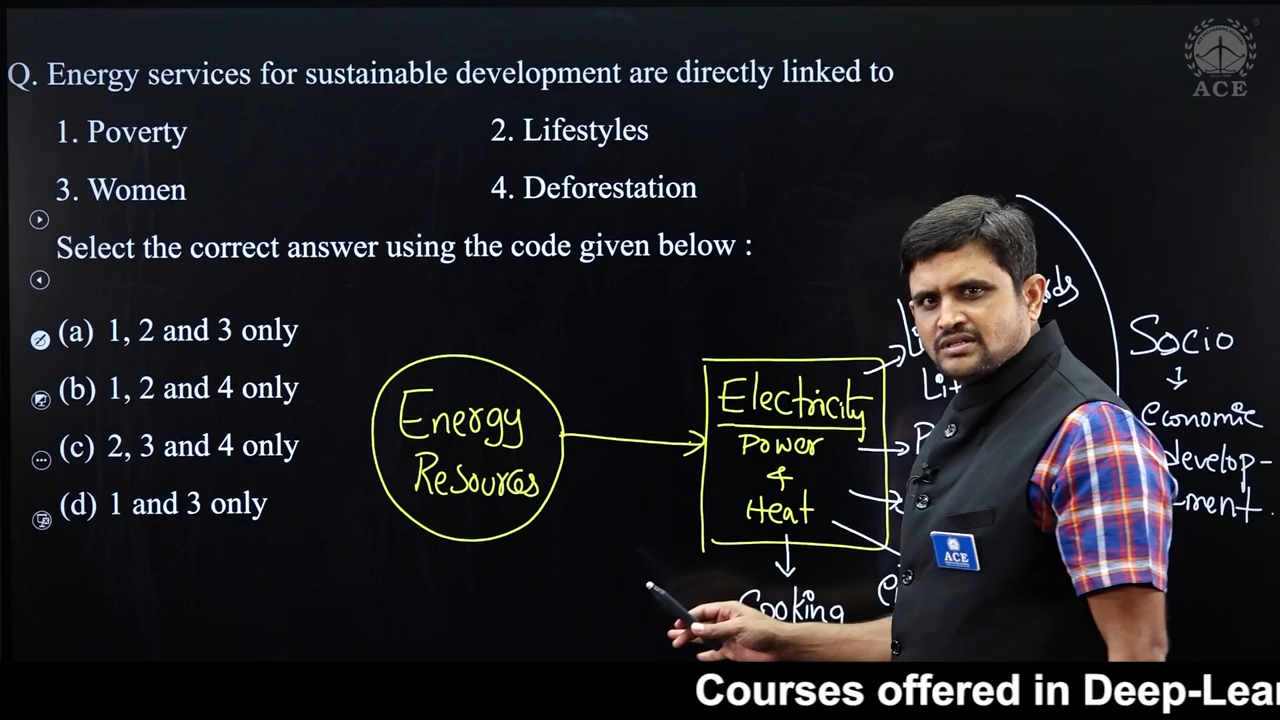 Q. Energy services for sustainable development are directly linked to
1. Poverty
2. Lifestyles
3. Women
4. Deforestation
Select the correct answer using the code given below :
(a) 1, 2 and 3 only
(b) 1, 2 and 4 only
(c) 2, 3 and 4 only
(d) 1 and 3 only
Energy
Resources
Electricity
Power
&
Heat
Cooking
Socio
economic
develop-
-ment.
ACE
ACE
Courses offered in